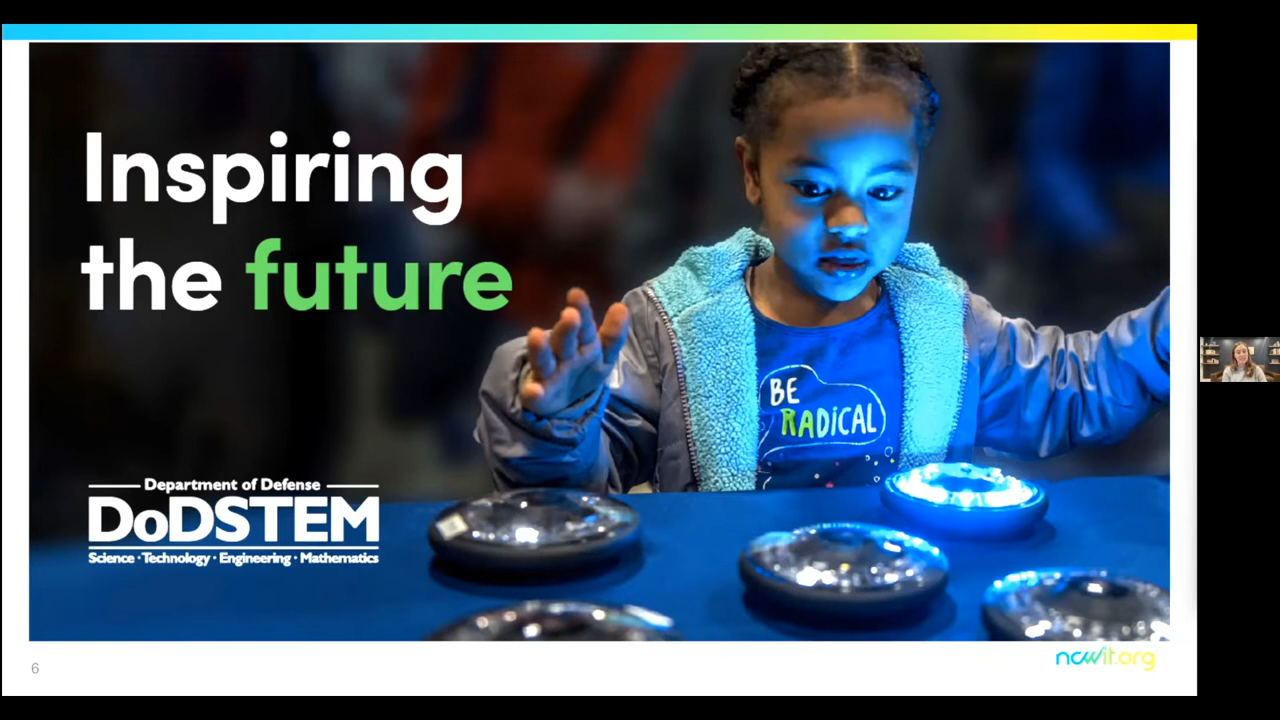 Inspiring
the future
BE
RADICAL
Department of Defense
DoDSTEM
Science · Technology · Engineering · Mathematics
6
ncwit.org